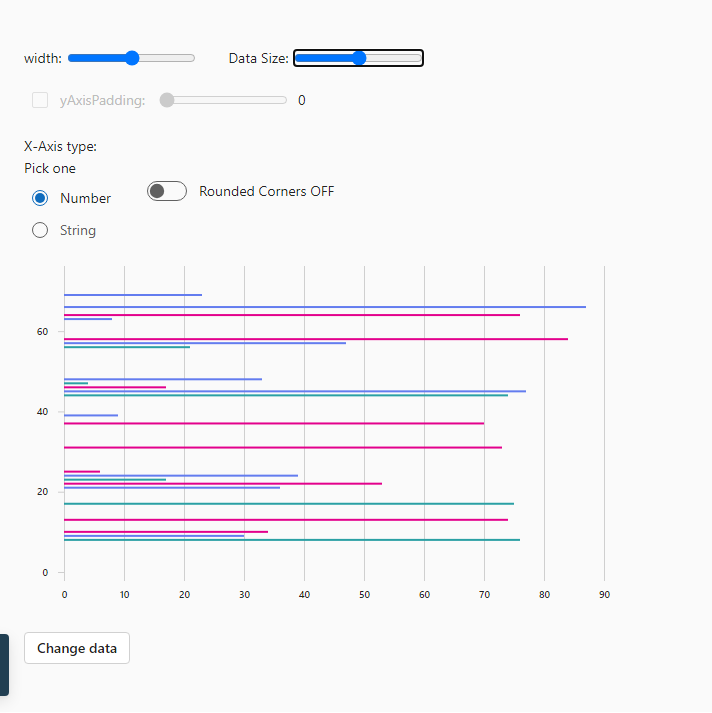 width: Data Size:
yAxisPadding: 0
X-Axis type:
Pick one
Number
Rounded Corners OFF
String
60
40
20
0
0 10 20 30 40 50 60 70 80 90
Change data